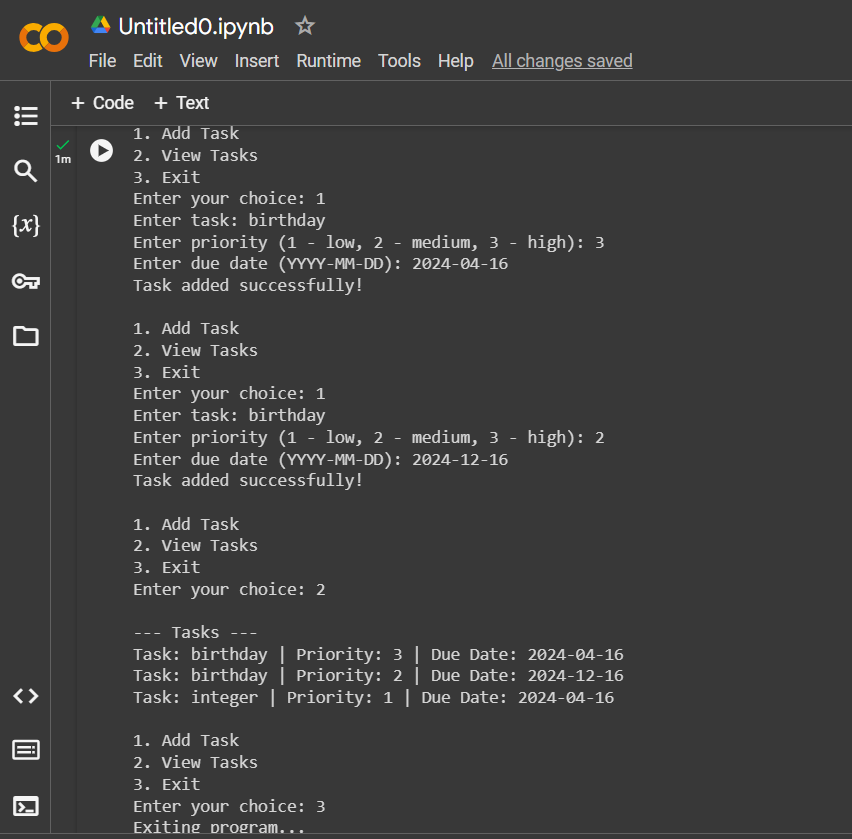 Untitled0.ipynb
File Edit View Insert Runtime Tools Help All changes saved
+ Code + Text
1m
1. Add Task
2. View Tasks
3. Exit
Enter your choice: 1
Enter task: birthday
Enter priority (1 - low, 2 - medium, 3 - high): 3
Enter due date (YYYY-MM-DD): 2024-04-16
Task added successfully!
1. Add Task
2. View Tasks
3. Exit
Enter your choice: 1
Enter task: birthday
Enter priority (1 - low, 2 - medium, 3 - high): 2
Enter due date (YYYY-MM-DD): 2024-12-16
Task added successfully!
1. Add Task
2. View Tasks
3. Exit
Enter your choice: 2
--- Tasks ---
Task: birthday | Priority: 3 | Due Date: 2024-04-16
Task: birthday | Priority: 2 | Due Date: 2024-12-16
Task: integer | Priority: 1 | Due Date: 2024-04-16
1. Add Task
2. View Tasks
3. Exit
Enter your choice: 3
Exiting program...